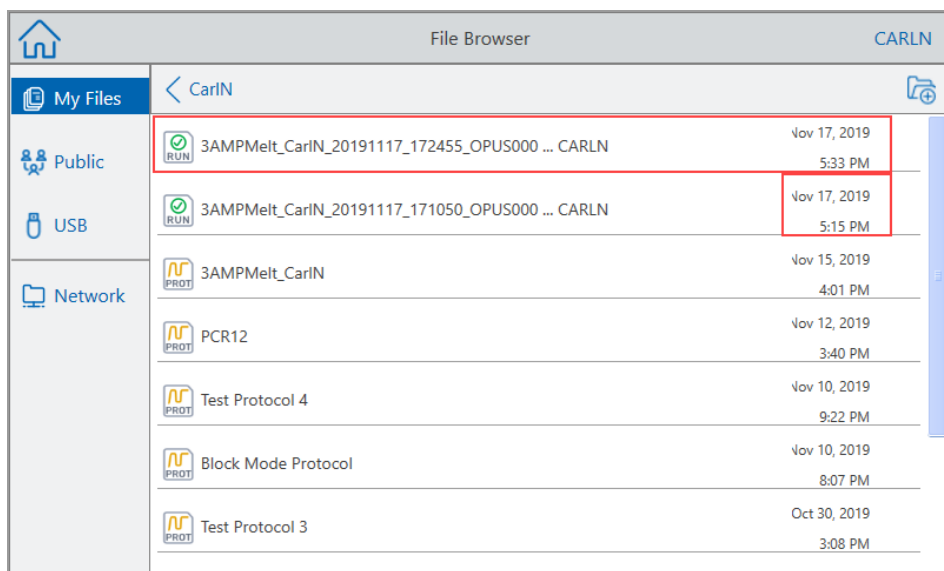 File Browser
CARLN
My Files
CarlN
Public
USB
Network
RUN
3AMPMelt_CarlN_20191117_172455_OPUS000 ... CARLN
Nov 17, 2019
5:33 PM
RUN
3AMPMelt_CarlN_20191117_171050_OPUS000 ... CARLN
Nov 17, 2019
5:15 PM
PROT
3AMPMelt_CarlN
Nov 15, 2019
4:01 PM
PROT
PCR12
Nov 12, 2019
3:40 PM
PROT
Test Protocol 4
Nov 10, 2019
9:22 PM
PROT
Block Mode Protocol
Nov 10, 2019
8:07 PM
PROT
Test Protocol 3
Oct 30, 2019
3:08 PM